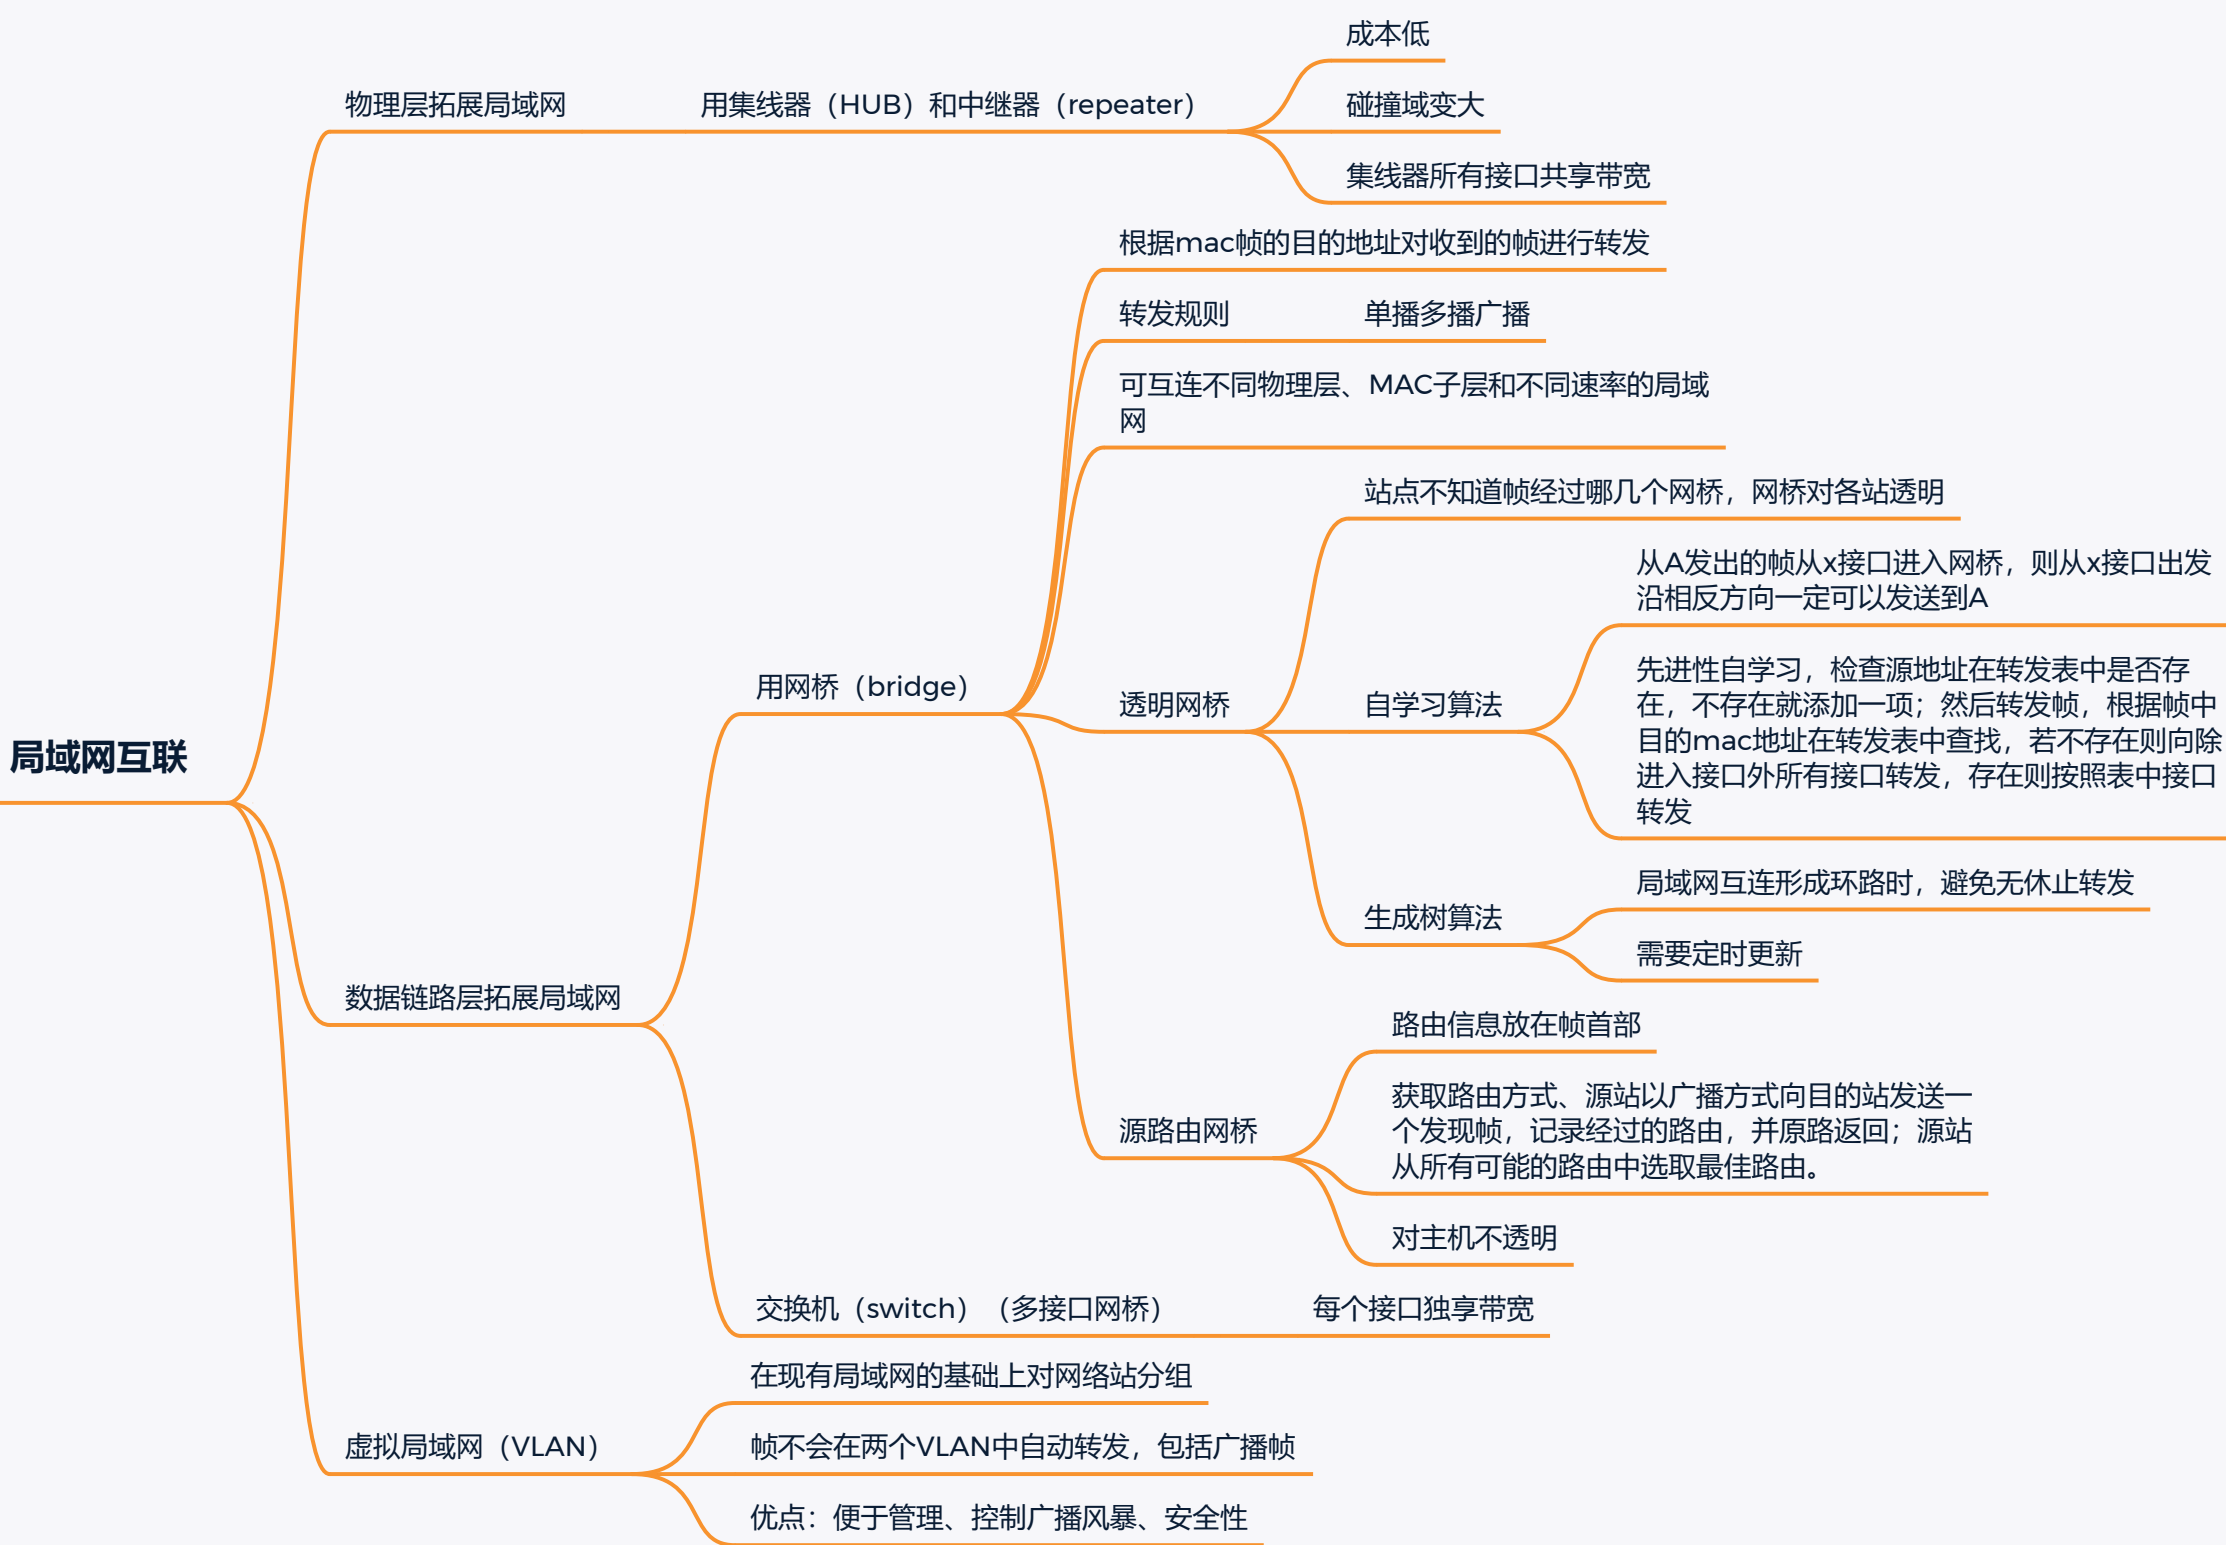 局域网互联
物理层拓展局域网
用集线器（HUB）和中继器（repeater）
成本低
碰撞域变大
集线器所有接口共享带宽
数据链路层拓展局域网
用网桥（bridge）
根据mac帧的目的地址对收到的帧进行转发
转发规则
单播多播广播
可互连不同物理层、MAC子层和不同速率的局域
网
透明网桥
站点不知道帧经过哪几个网桥，网桥对各站透明
自学习算法
从A发出的帧从x接口进入网桥，则从x接口出发
沿相反方向一定可以发送到A
先进性自学习，检查源地址在转发表中是否存
在，不存在就添加一项；然后转发帧，根据帧中
目的mac地址在转发表中查找，若不存在则向除
进入接口外所有接口转发，存在则按照表中接口
转发
生成树算法
局域网互连形成环路时，避免无休止转发
需要定时更新
源路由网桥
路由信息放在帧首部
获取路由方式、源站以广播方式向目的站发送一
个发现帧，记录经过的路由，并原路返回；源站
从所有可能的路由中选取最佳路由。
对主机不透明
交换机（switch）（多接口网桥）
每个接口独享带宽
虚拟局域网（VLAN）
在现有局域网的基础上对网络站分组
帧不会在两个VLAN中自动转发，包括广播帧
优点：便于管理、控制广播风暴、安全性